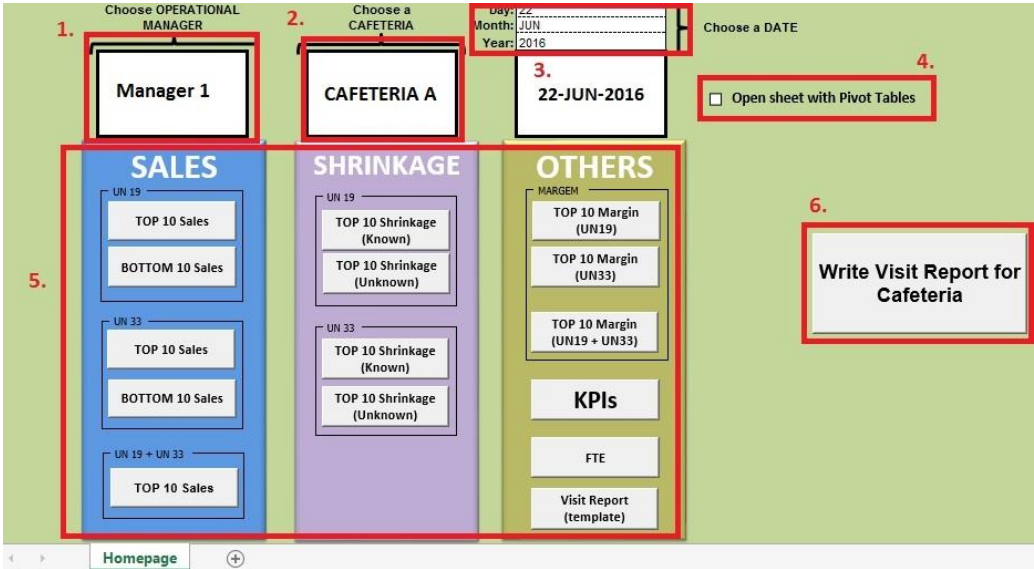 Choose OPERATIONAL
MANAGER
1.
Choose a
CAFETERIA
2.
Day: 22
Month: JUN
Year: 2016
Choose a DATE
3.
4.
Manager 1
CAFETERIA A
22-JUN-2016
Open sheet with Pivot Tables
5.
SALES
UN 19
TOP 10 Sales
BOTTOM 10 Sales
UN 33
TOP 10 Sales
BOTTOM 10 Sales
UN 19 + UN 33
TOP 10 Sales
SHRINKAGE
UN 19
TOP 10 Shrinkage
(Known)
TOP 10 Shrinkage
(Unknown)
UN 33
TOP 10 Shrinkage
(Known)
TOP 10 Shrinkage
(Unknown)
OTHERS
MARGEM
TOP 10 Margin
(UN19)
TOP 10 Margin
(UN33)
TOP 10 Margin
(UN19 + UN33)
KPIs
FTE
Visit Report
(template)
6.
Write Visit Report for
Cafeteria
Homepage